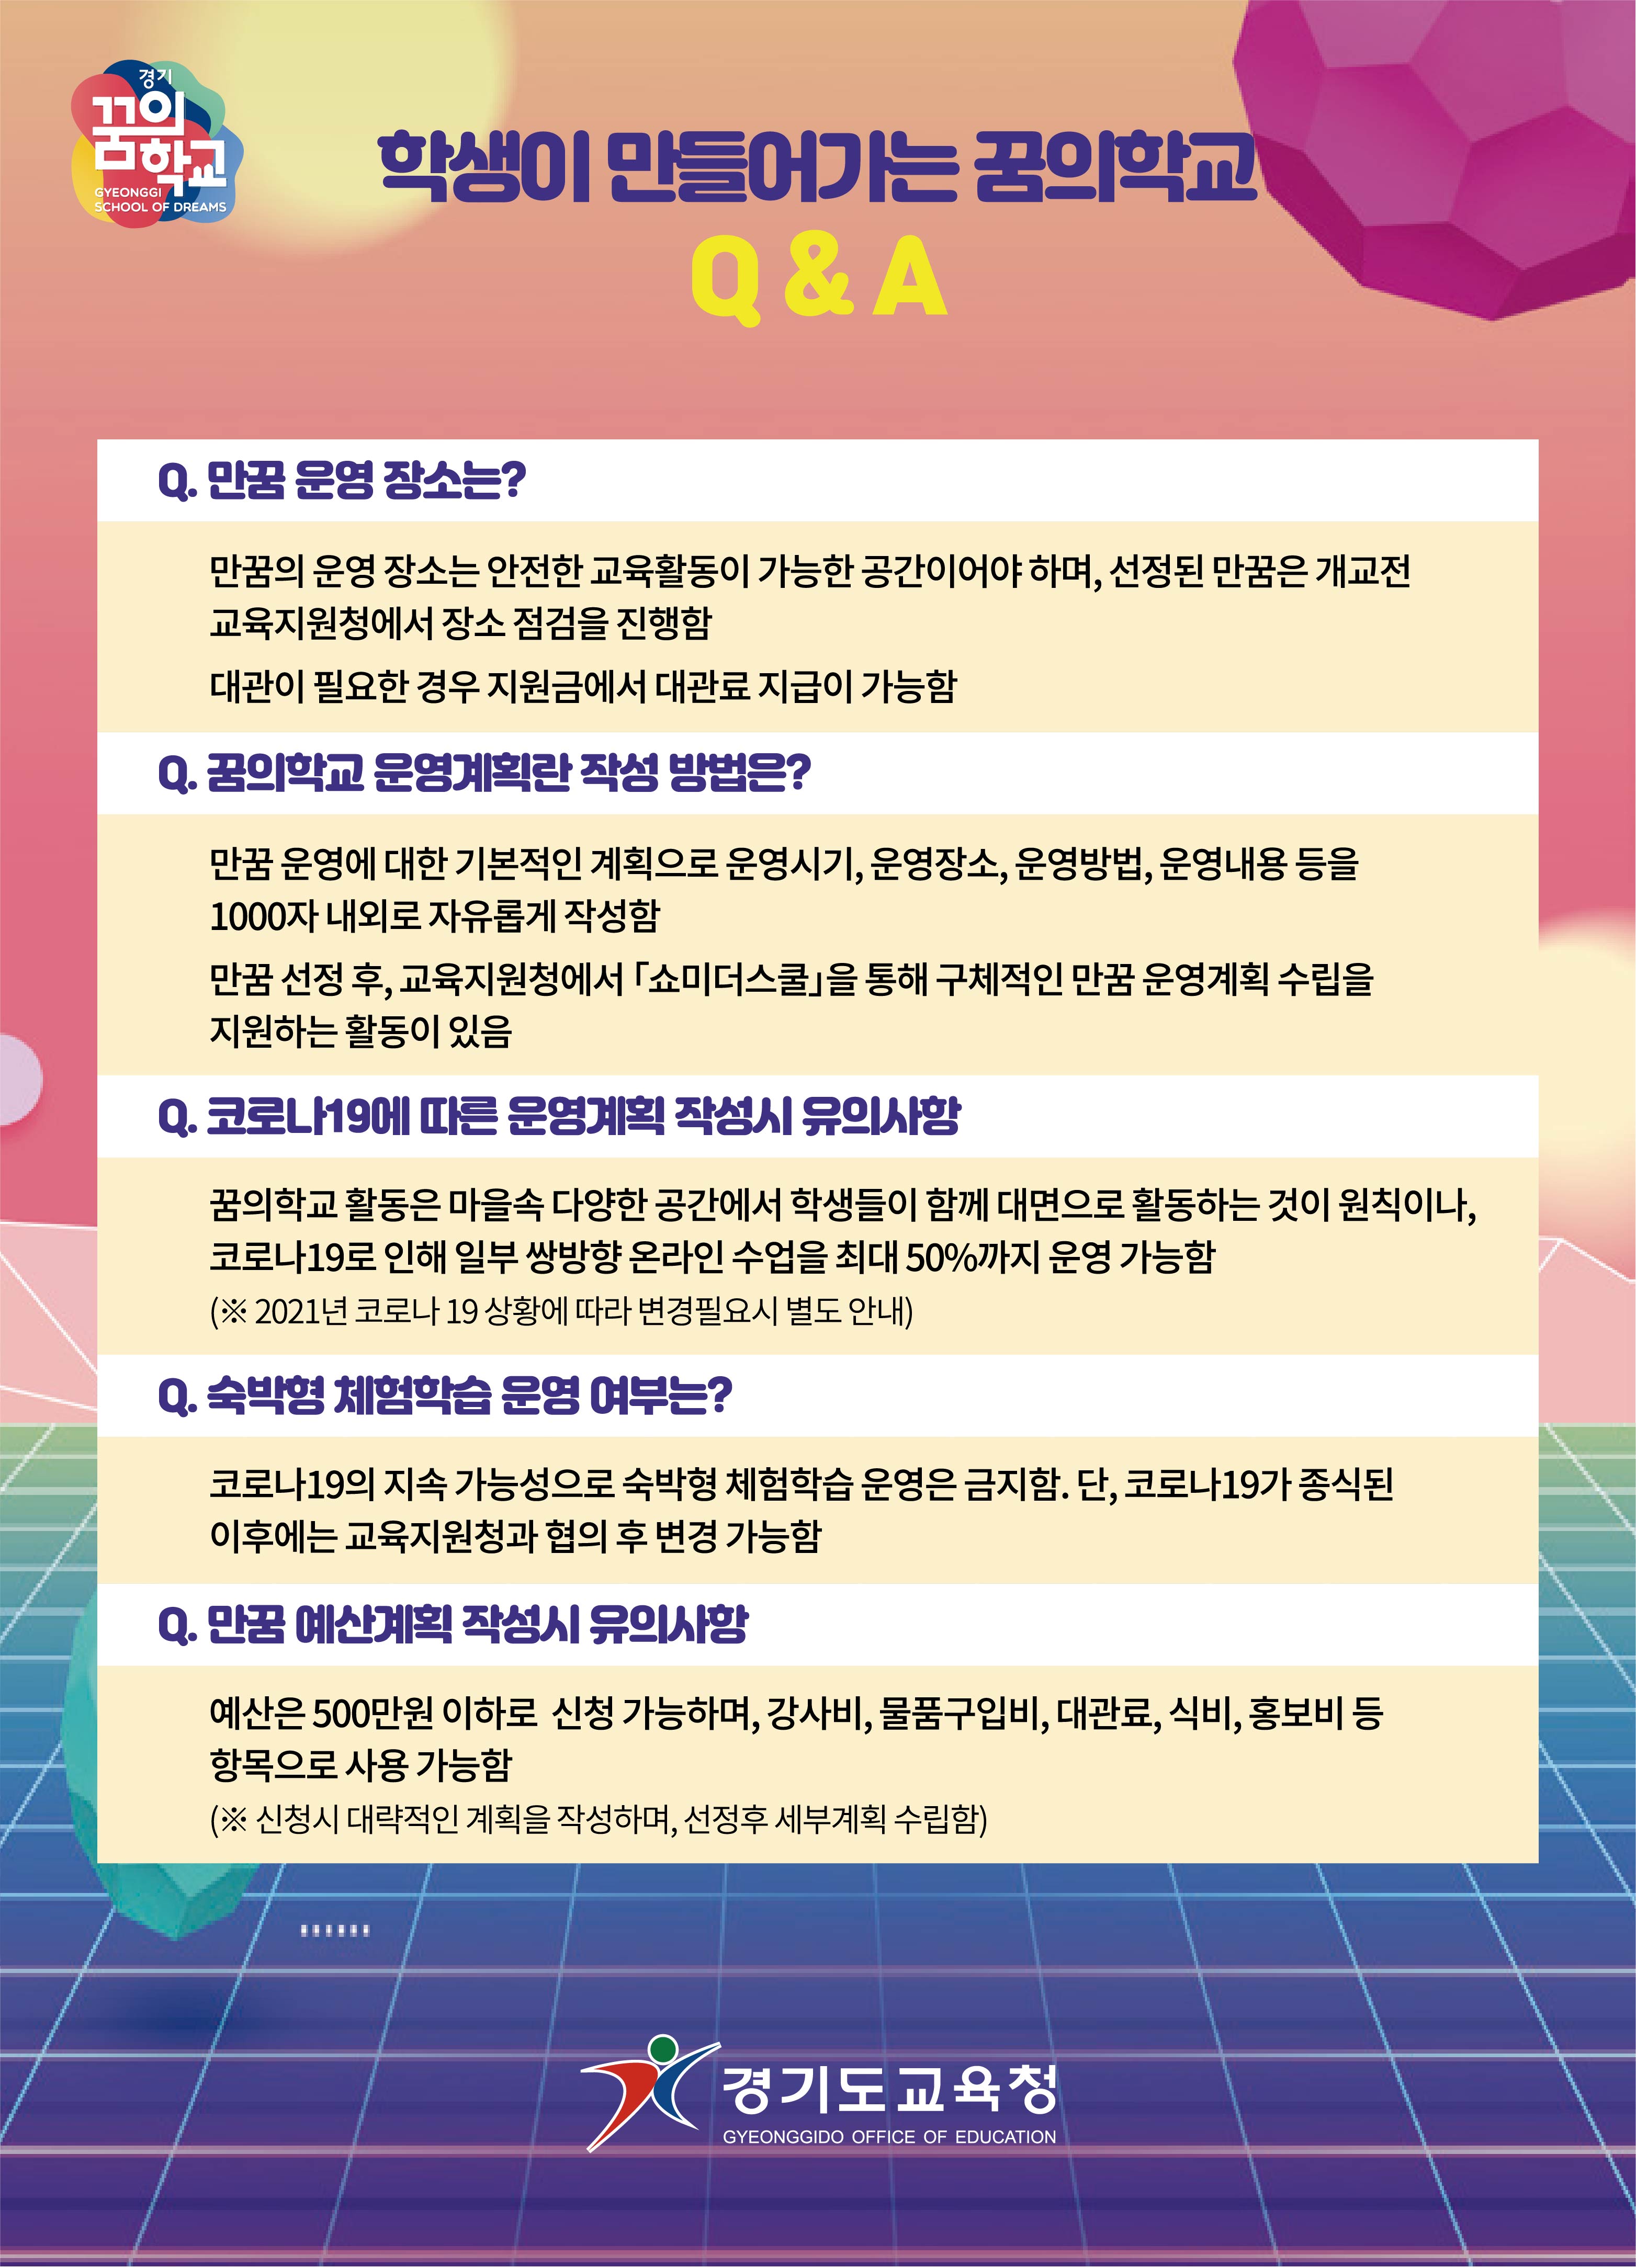 경기
꿈의
학교
GYEONGGI
SCHOOL OF DREAMS
학생이 만들어가는 꿈의학교
Q & A
Q. 만꿈 운영 장소는?
만꿈의 운영 장소는 안전한 교육활동이 가능한 공간이어야 하며, 선정된 만꿈은 개교전
교육지원청에서 장소 점검을 진행함
대관이 필요한 경우 지원금에서 대관료 지급이 가능함
Q. 꿈의학교 운영계획란 작성 방법은?
만꿈 운영에 대한 기본적인 계획으로 운영시기, 운영장소, 운영방법, 운영내용 등을
1000자 내외로 자유롭게 작성함
만꿈 선정 후, 교육지원청에서 「쇼미더스쿨」을 통해 구체적인 만꿈 운영계획 수립을
지원하는 활동이 있음
Q. 코로나19에 따른 운영계획 작성시 유의사항
꿈의학교 활동은 마을속 다양한 공간에서 학생들이 함께 대면으로 활동하는 것이 원칙이나,
코로나19로 인해 일부 쌍방향 온라인 수업을 최대 50%까지 운영 가능함
(※ 2021년 코로나 19 상황에 따라 변경필요시 별도 안내)
Q. 숙박형 체험학습 운영 여부는?
코로나19의 지속 가능성으로 숙박형 체험학습 운영은 금지함. 단, 코로나19가 종식된
이후에는 교육지원청과 협의 후 변경 가능함
Q. 만꿈 예산계획 작성시 유의사항
예산은 500만원 이하로 신청 가능하며, 강사비, 물품구입비, 대관료, 식비, 홍보비 등
항목으로 사용 가능함
(※ 신청시 대략적인 계획을 작성하며, 선정후 세부계획 수립함)
경기도교육청
GYEONGGIDO OFFICE OF EDUCATION